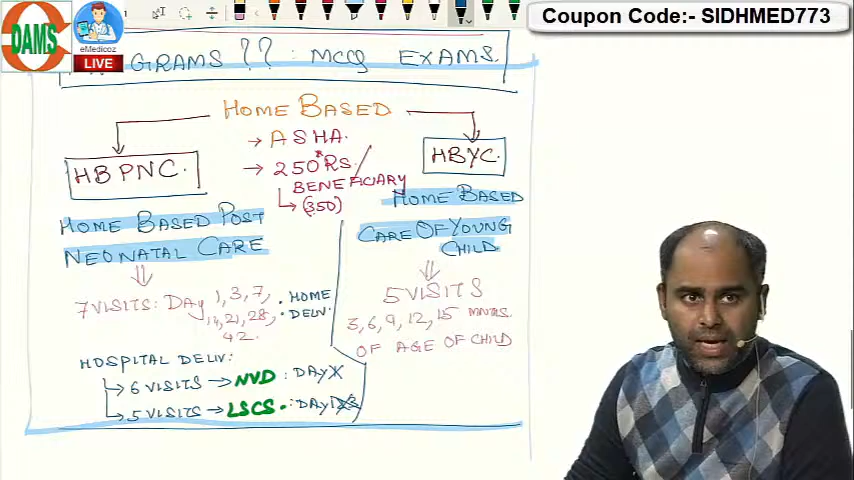 Coupon Code:- SIDHMED773
DAMS
eMedicoz
LIVE
GRAMS ?? : MCQ EXAMS.
HOME BASED
→ ASHA.
→ 250* Rs. /
BENEFICIARY
↳ (350)
HBPNC.
HOME BASED POST
NEONATAL CARE
7 VISITS: DAY 1, 3, 7,
14, 21, 28,
42.
• HOME
• DELV.
HOSPITAL DELIV:
→ 6 VISITS → NVD : DAY X
→ 5 VISITS → LSCS • : DAY
HBYC.
HOME BASED
CARE OF YOUNG
CHILD
5 VISITS
3, 6, 9, 12, 15 MNTHS.
OF AGE OF CHILD